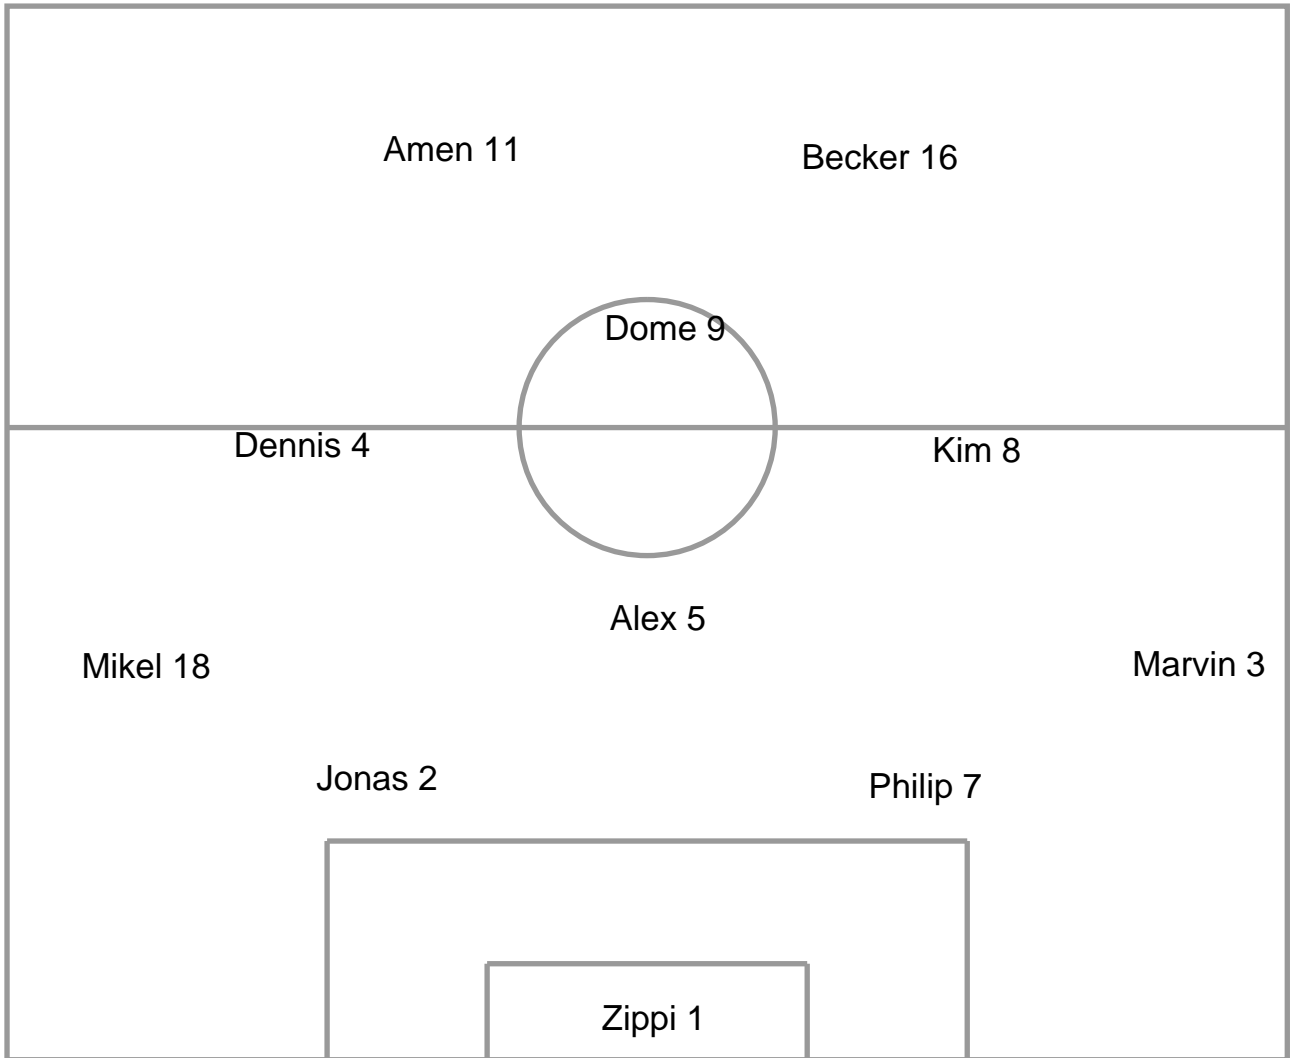 Amen 11
Becker 16
Dome 9
Dennis 4
Kim 8
Alex 5
Mikel 18
Marvin 3
Jonas 2
Philip 7
Zippi 1